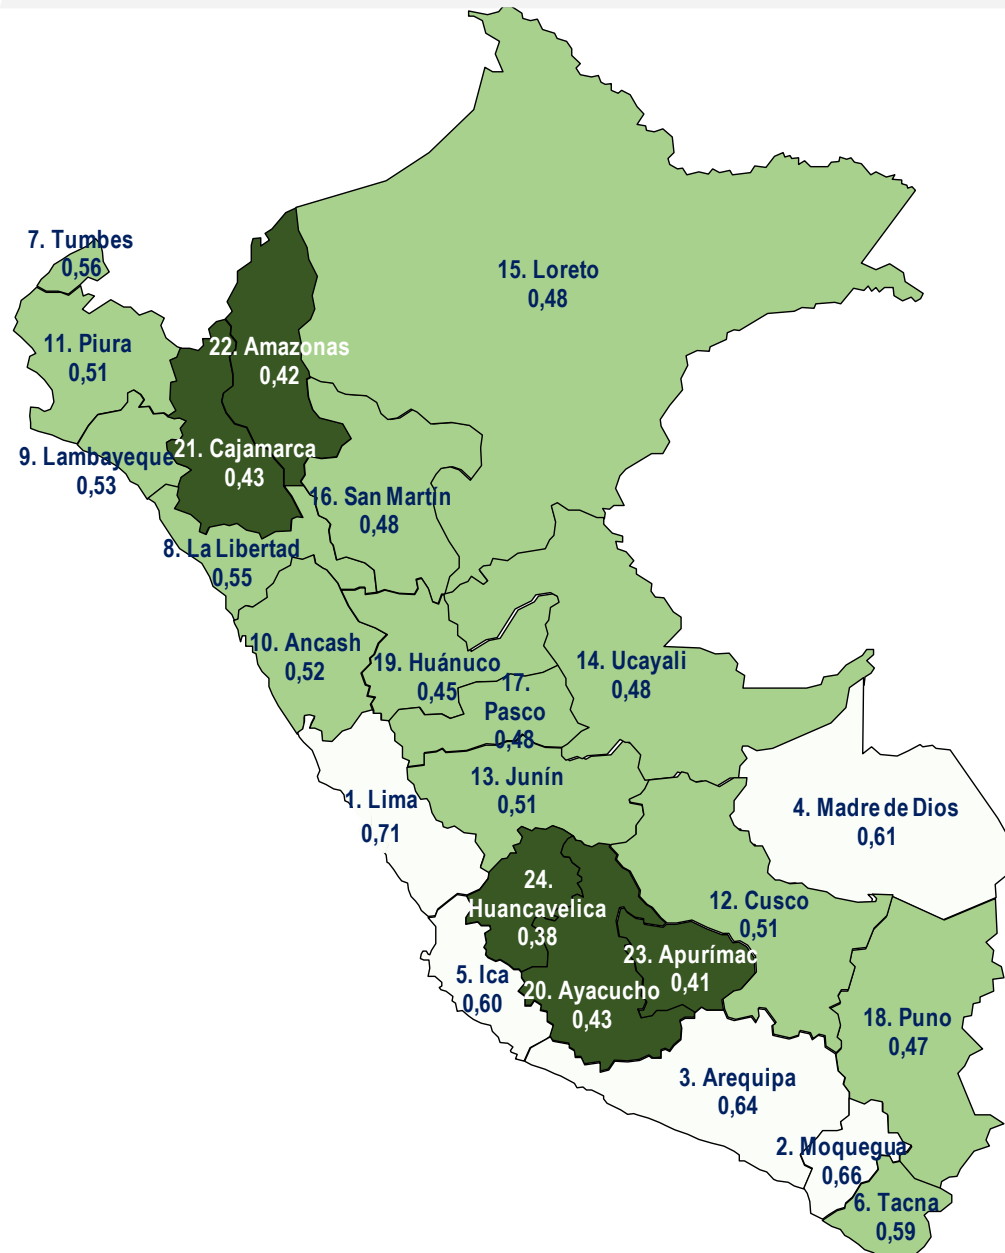 7. Tumbes
0,56
15. Loreto
0,48
11. Piura
0,51
22. Amazonas
0,42
9. Lambayeque
0,53
21. Cajamarca
0,43
16. San Martín
0,48
8. La Libertad
0,55
10. Ancash
0,52
19. Huánuco
0,45
17.
Pasco
0,48
14. Ucayali
0,48
13. Junín
0,51
1. Lima
0,71
4. Madre de Dios
0,61
24.
Huancavelica
0,38
12. Cusco
0,51
23. Apurímac
0,41
5. Ica
0,60
20. Ayacucho
0,43
18. Puno
0,47
3. Arequipa
0,64
2. Moquegua
0,66
6. Tacna
0,59